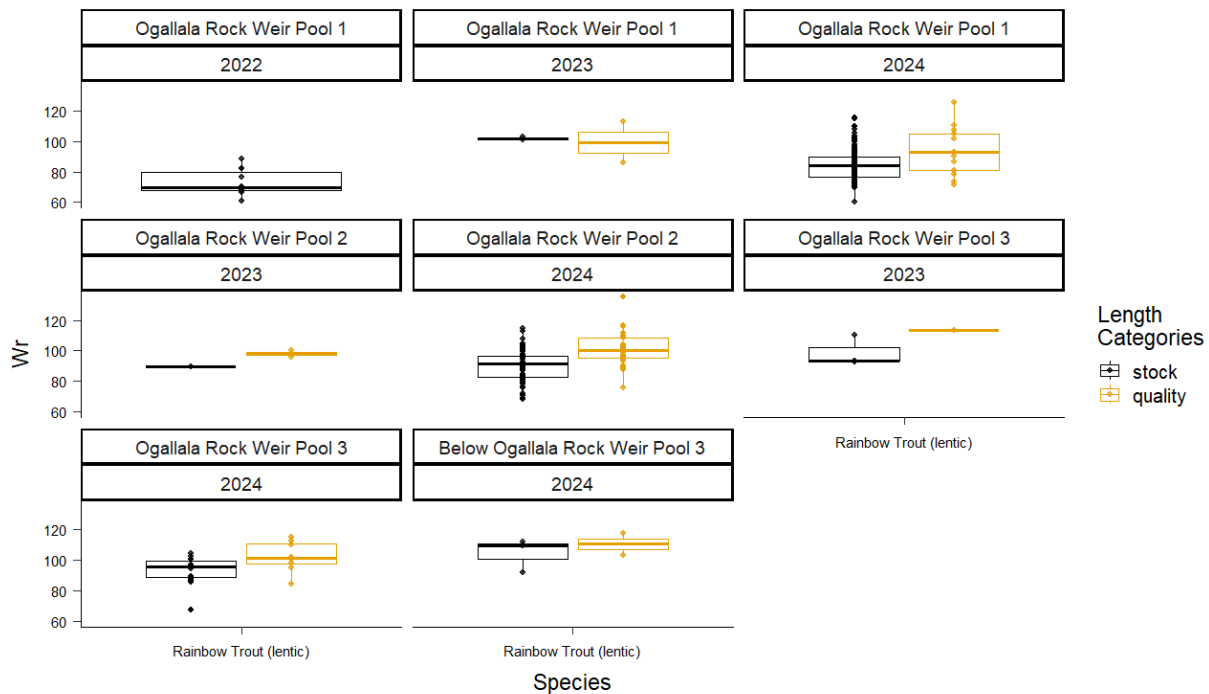 Ogallala Rock Weir Pool 1
2022
Ogallala Rock Weir Pool 1
2023
Ogallala Rock Weir Pool 1
2024
120
100
80
60
Ogallala Rock Weir Pool 2
2023
Ogallala Rock Weir Pool 2
2024
Ogallala Rock Weir Pool 3
2023
120
100
80
60
Rainbow Trout (lentic)
Ogallala Rock Weir Pool 3
2024
Below Ogallala Rock Weir Pool 3
2024
120
100
80
60
Rainbow Trout (lentic)
Rainbow Trout (lentic)
Wr
Species
Length
Categories
stock
quality